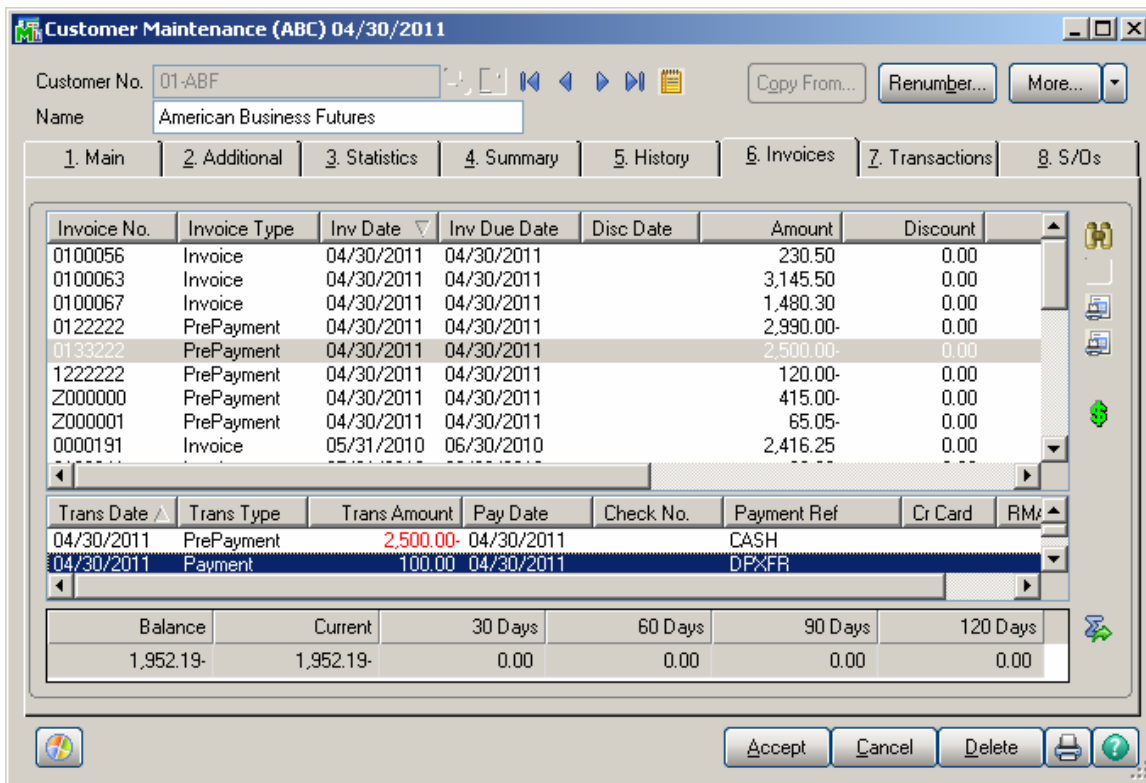 Customer Maintenance (ABC) 04/30/2011
Customer No. 01-ABF Copy From... Renumber... More...
Name American Business Futures
1. Main 2. Additional 3. Statistics 4. Summary 5. History 6. Invoices 7. Transactions 8. S/Os
Invoice No. Invoice Type Inv Date Inv Due Date Disc Date Amount Discount
0100056 Invoice 04/30/2011 04/30/2011 230.50 0.00
0100063 Invoice 04/30/2011 04/30/2011 3,145.50 0.00
0100067 Invoice 04/30/2011 04/30/2011 1,480.30 0.00
0122222 PrePayment 04/30/2011 04/30/2011 2,990.00- 0.00
0133222 PrePayment 04/30/2011 04/30/2011 2,500.00- 0.00
1222222 PrePayment 04/30/2011 04/30/2011 120.00- 0.00
Z000000 PrePayment 04/30/2011 04/30/2011 415.00- 0.00
Z000001 PrePayment 04/30/2011 04/30/2011 65.05- 0.00
0000191 Invoice 05/31/2010 06/30/2010 2,416.25 0.00
Trans Date Trans Type Trans Amount Pay Date Check No. Payment Ref Cr Card RMA
04/30/2011 PrePayment 2,500.00- 04/30/2011 CASH
04/30/2011 Payment 100.00 04/30/2011 DPXFR
Balance Current 30 Days 60 Days 90 Days 120 Days
1,952.19- 1,952.19- 0.00 0.00 0.00 0.00
Accept Cancel Delete